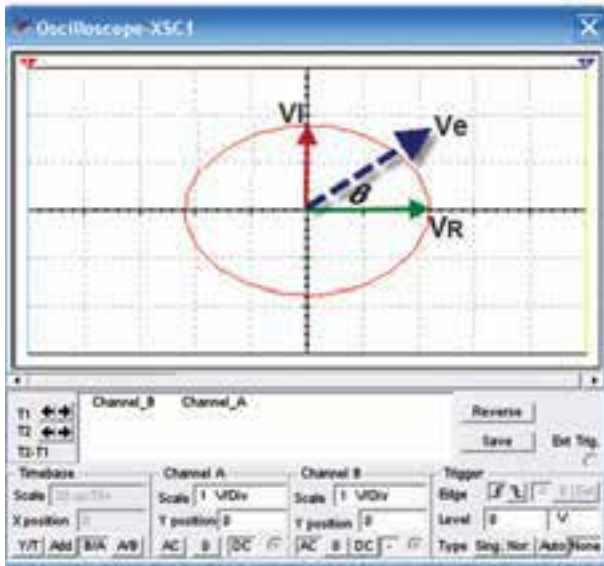 Oscilloscope-XSC1
Vl
Ve
θ
VR
Channel_B Channel_A
T1
T2
T2-T1
Reverse
Save
Ext Trig.
Timebase
Scale
X position
Y/T Add B/A A/B
Channel A
Scale 1 V/Div
Y position 0
AC 0 DC
Channel B
Scale 1 V/Div
Y position 0
AC 0 DC -
Trigger
Edge
Level 0 V
Type Sing. Nor. Auto None